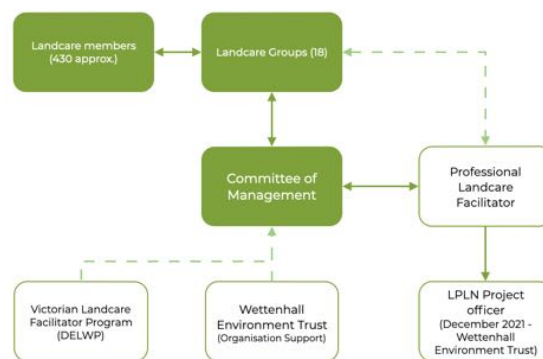 Landcare members
(430 approx.)
Landcare Groups (18)
Committee of
Management
Professional
Landcare
Facilitator
Victorian Landcare
Facilitator Program
(DELWP)
Wettenhall
Environment Trust
(Organisation Support)
LPLN Project
officer
(December 2021 -
Wettenhall
Environment Trust)